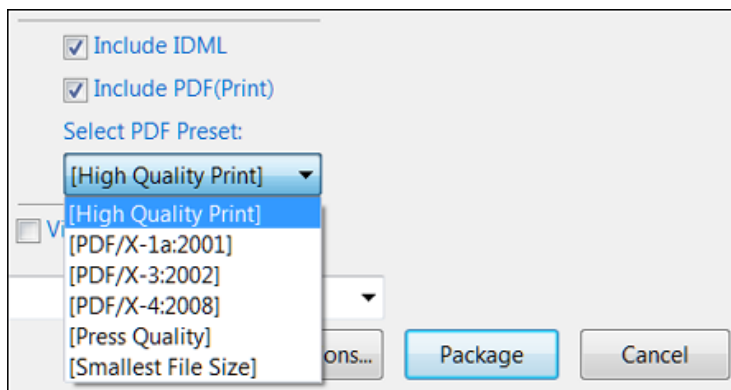 Include IDML
Include PDF(Print)
Select PDF Preset:
[High Quality Print]
[High Quality Print]
[PDF/X-1a:2001]
[PDF/X-3:2002]
[PDF/X-4:2008]
[Press Quality]
[Smallest File Size]
Package
Cancel